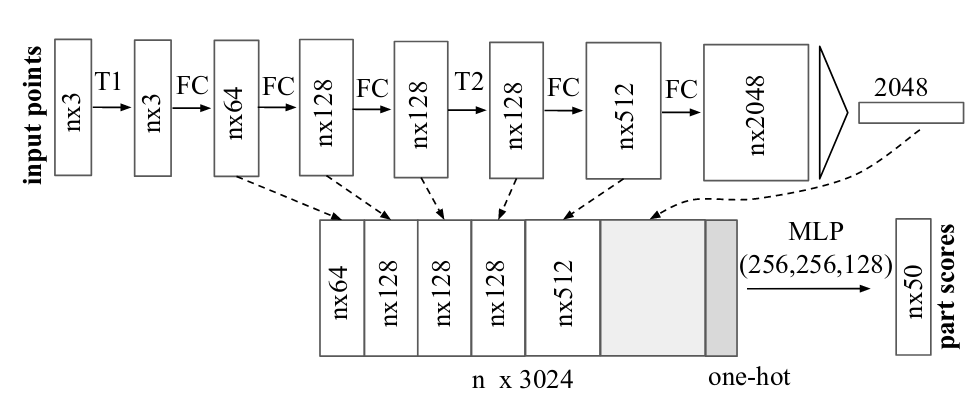 input points
nx3
T1
nx3
FC
nx64
FC
nx128
FC
nx128
T2
nx128
FC
nx512
FC
nx2048
2048
nx64
nx128
nx128
nx128
nx512
MLP
(256,256,128)
nx50
part scores
n x 3024
one-hot